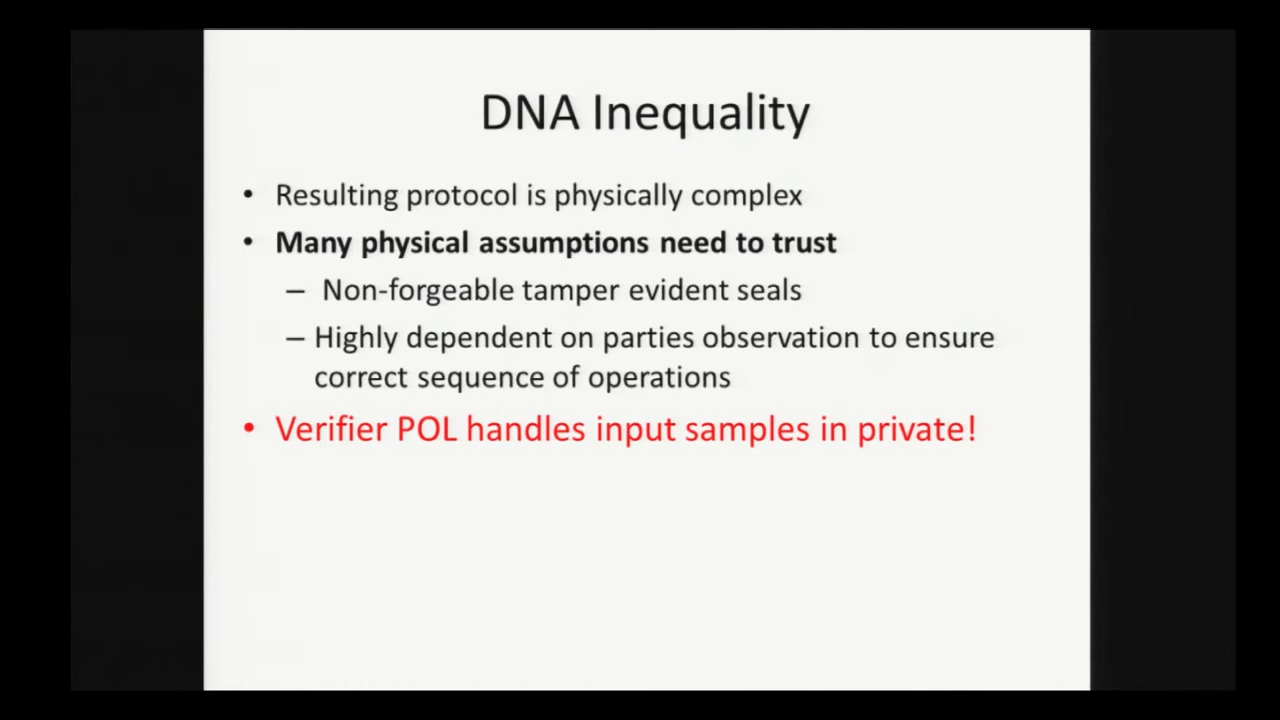 DNA Inequality
• Resulting protocol is physically complex
• Many physical assumptions need to trust
– Non-forgeable tamper evident seals
– Highly dependent on parties observation to ensure
correct sequence of operations
• Verifier POL handles input samples in private!